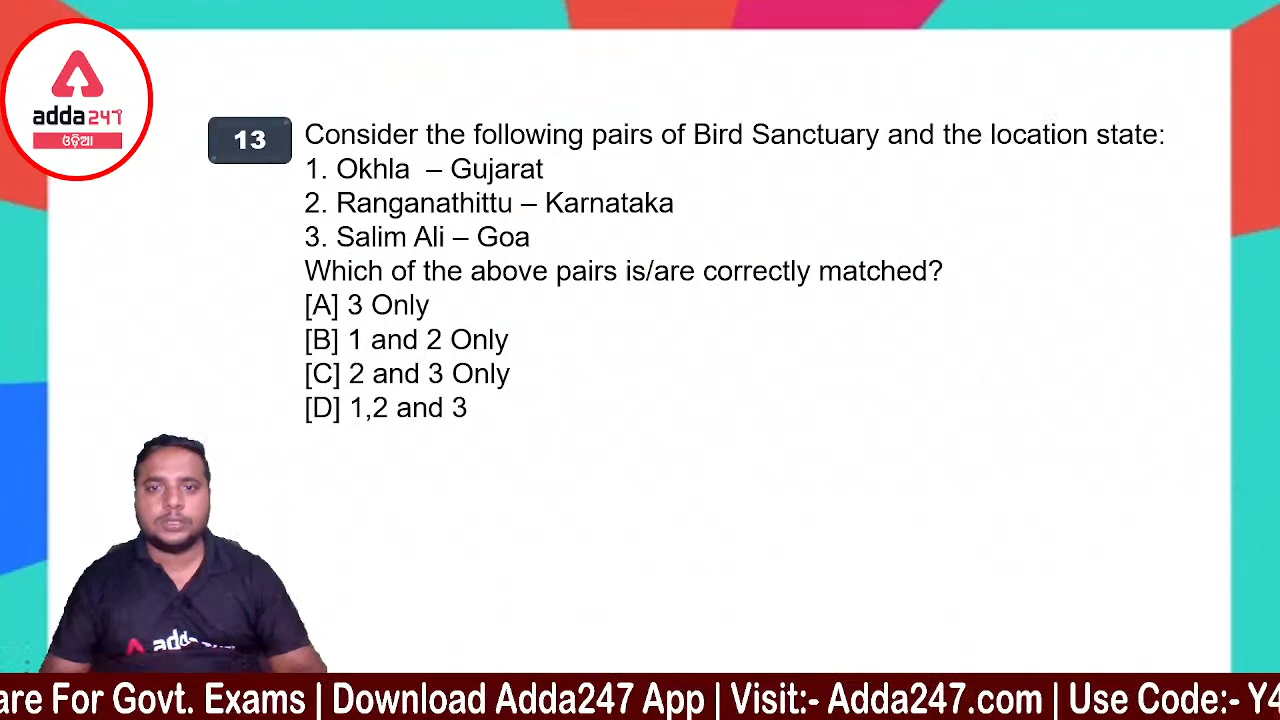 adda247
ଓଡ଼ିଆ
13
Consider the following pairs of Bird Sanctuary and the location state:
1. Okhla – Gujarat
2. Ranganathittu – Karnataka
3. Salim Ali – Goa
Which of the above pairs is/are correctly matched?
[A] 3 Only
[B] 1 and 2 Only
[C] 2 and 3 Only
[D] 1,2 and 3
are For Govt. Exams | Download Adda247 App | Visit:- Adda247.com | Use Code:- Y4